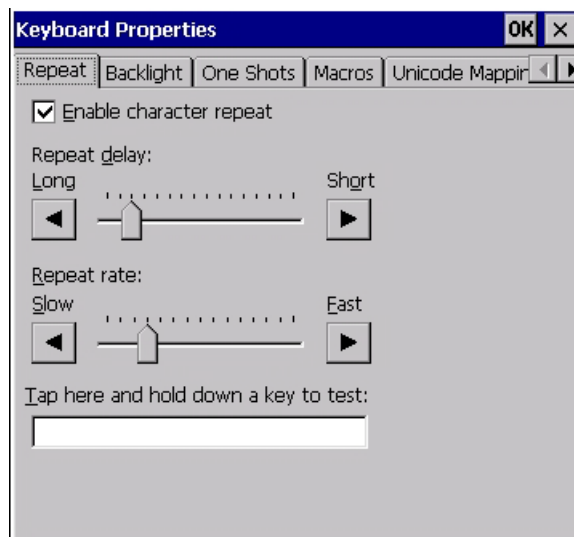 Keyboard Properties OK ×
Repeat Backlight One Shots Macros Unicode Mappin
Enable character repeat
Repeat delay:
Long Short
Repeat rate:
Slow Fast
Tap here and hold down a key to test: